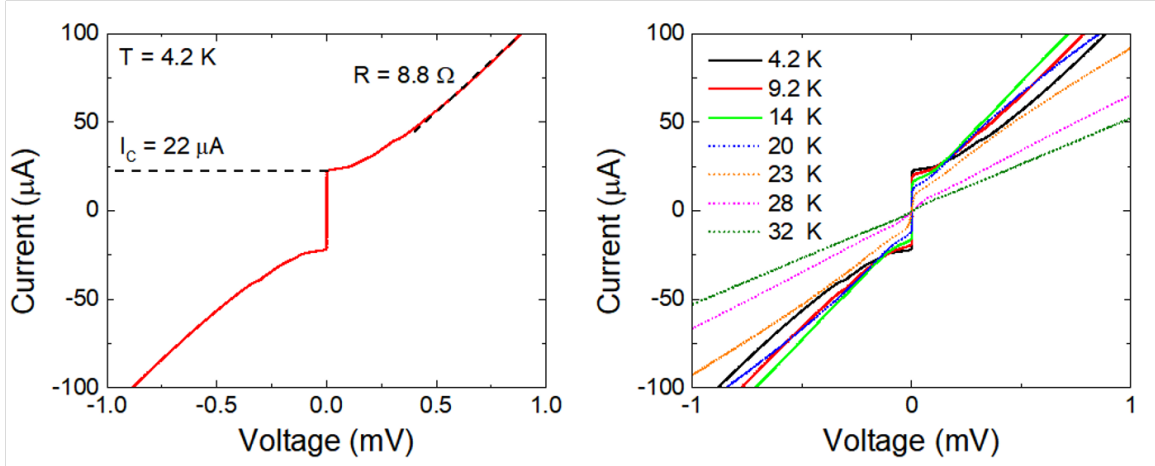 T = 4.2 K
R = 8.8 Ω
I_C = 22 μA
100
50
0
-50
-100
-1.0
-0.5
0.0
0.5
1.0
Current (μA)
Voltage (mV)
4.2 K
9.2 K
14 K
20 K
23 K
28 K
32 K
100
50
0
-50
-100
-1
0
1
Current (μA)
Voltage (mV)